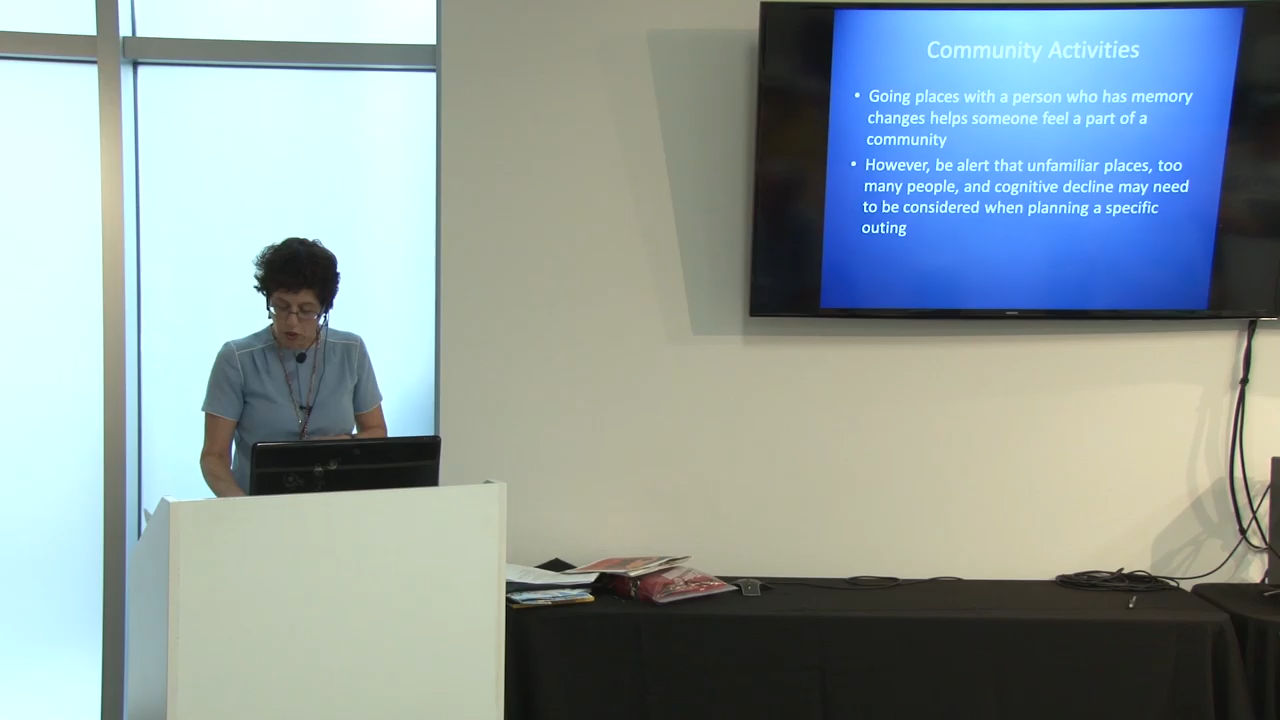 Community Activities
• Going places with a person who has memory
changes helps someone feel a part of a
community
• However, be alert that unfamiliar places, too
many people, and cognitive decline may need
to be considered when planning a specific
outing